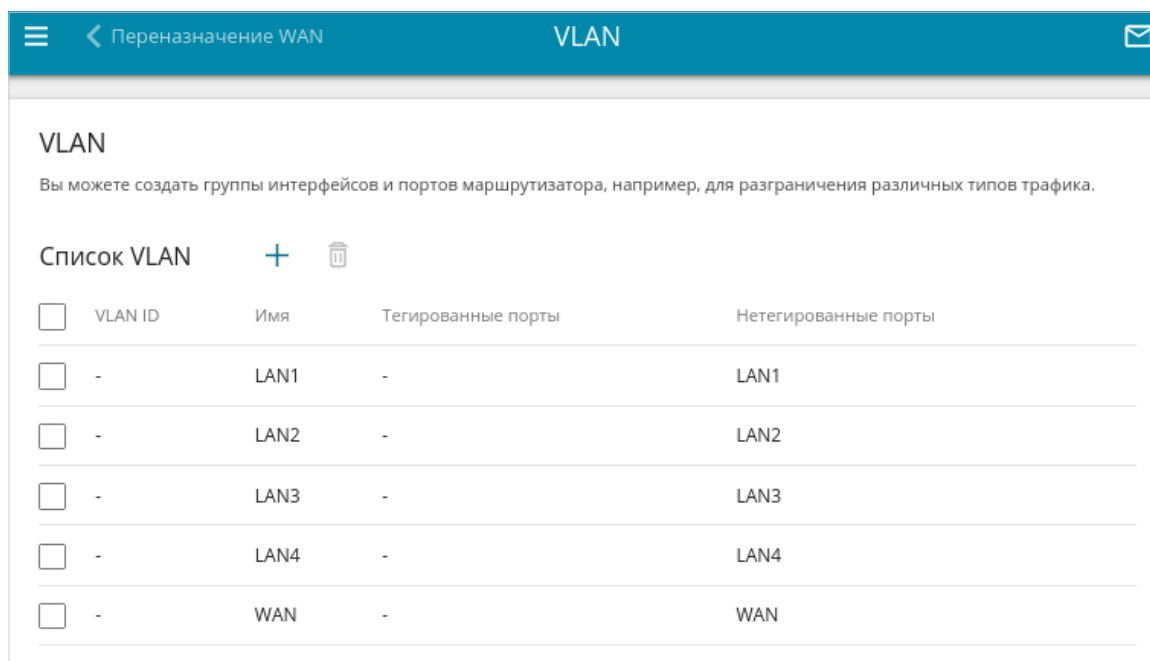 Переназначение WAN VLAN
VLAN
Вы можете создать группы интерфейсов и портов маршрутизатора, например, для разграничения различных типов трафика.
Список VLAN
VLAN ID Имя Тегированные порты Нетегированные порты
- LAN1 - LAN1
- LAN2 - LAN2
- LAN3 - LAN3
- LAN4 - LAN4
- WAN - WAN